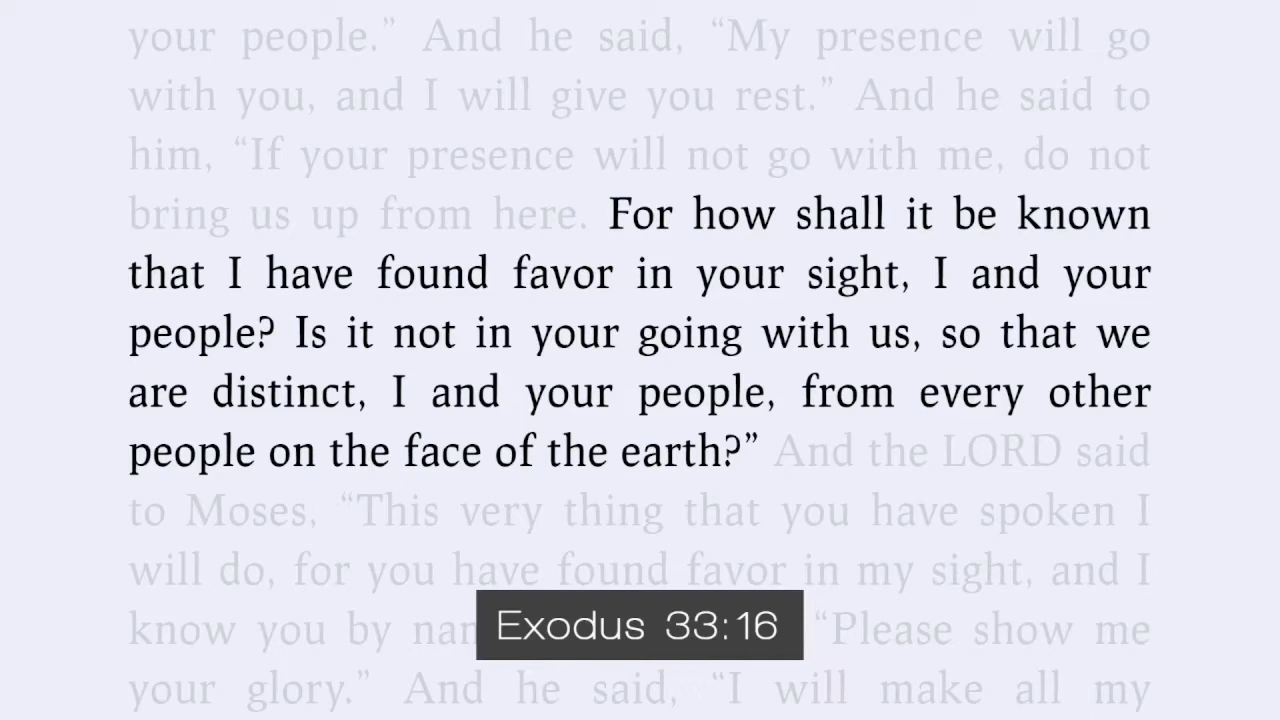 your people.” And he said, “My presence will go
with you, and I will give you rest.” And he said to
him, “If your presence will not go with me, do not
bring us up from here. For how shall it be known
that I have found favor in your sight, I and your
people? Is it not in your going with us, so that we
are distinct, I and your people, from every other
people on the face of the earth?” And the LORD said
to Moses, “This very thing that you have spoken I
will do, for you have found favor in my sight, and I
know you by “Please show me
Exodus 33:16
your glory.” And he said, “I will make all my